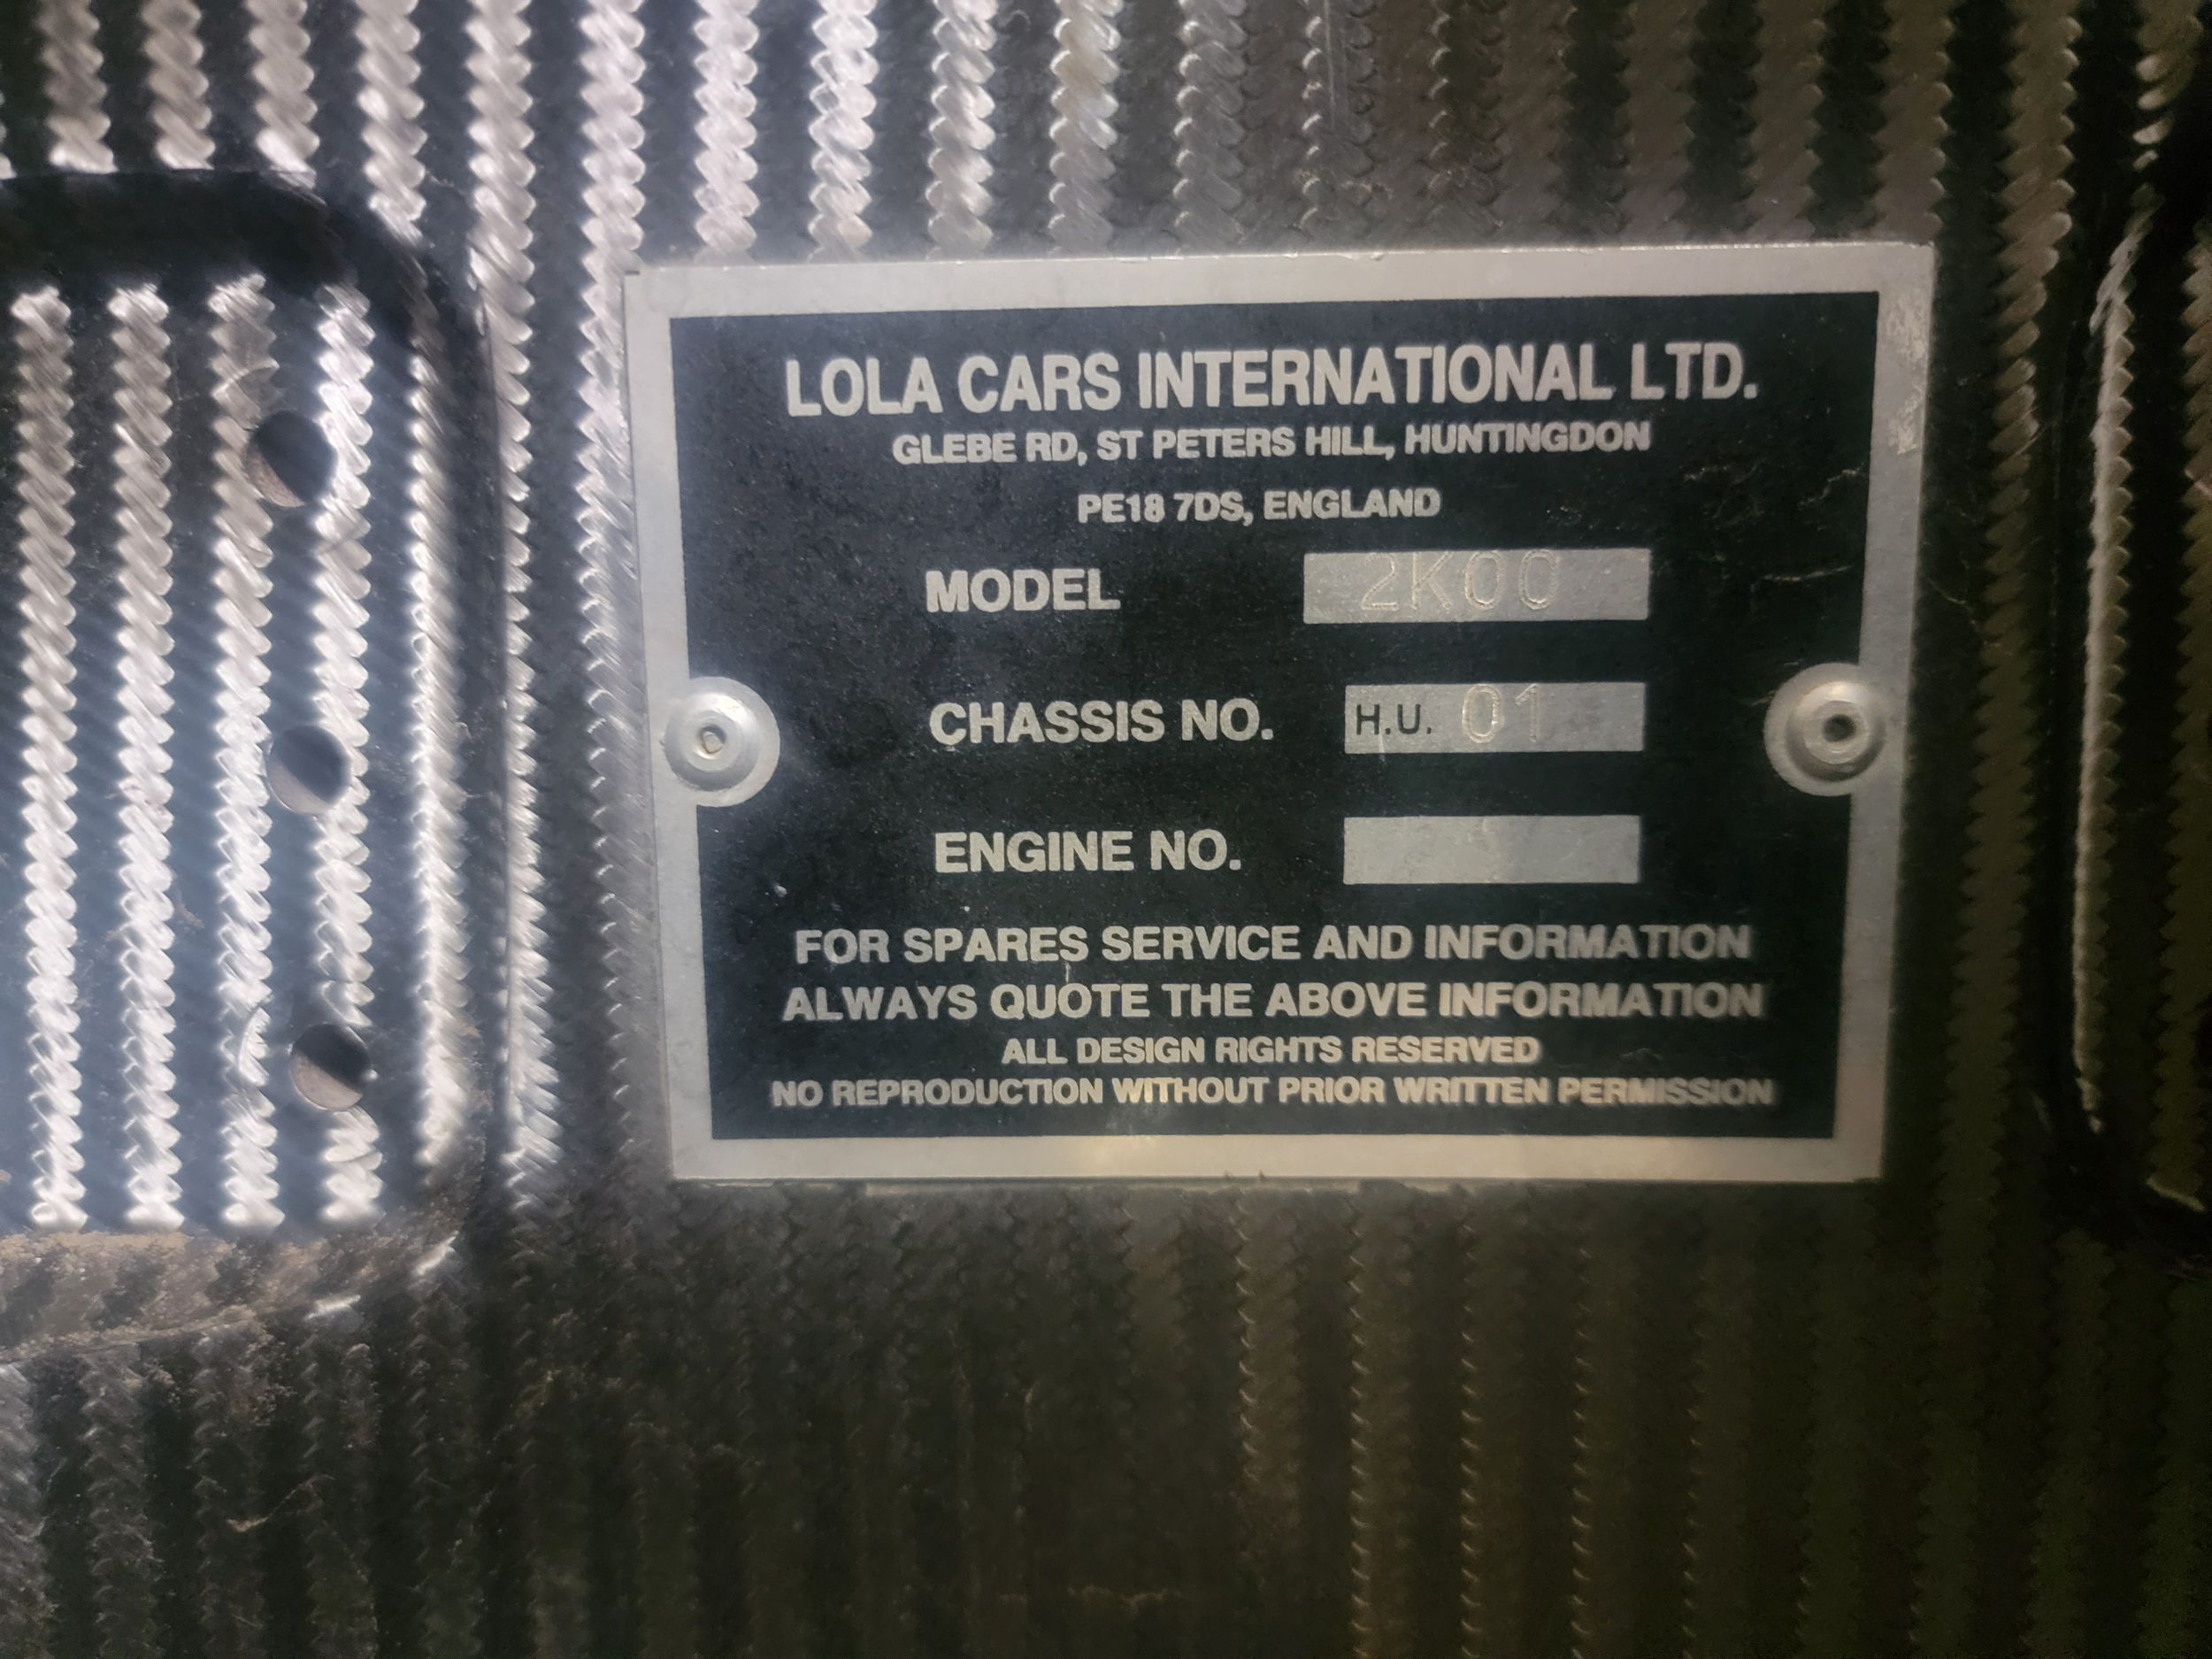 LOLA CARS INTERNATIONAL LTD.
GLEBE RD, ST PETERS HILL, HUNTINGDON
PE18 7DS, ENGLAND
MODEL 2K00
CHASSIS NO. H.U. 01
ENGINE NO.
FOR SPARES SERVICE AND INFORMATION
ALWAYS QUOTE THE ABOVE INFORMATION
ALL DESIGN RIGHTS RESERVED
NO REPRODUCTION WITHOUT PRIOR WRITTEN PERMISSION